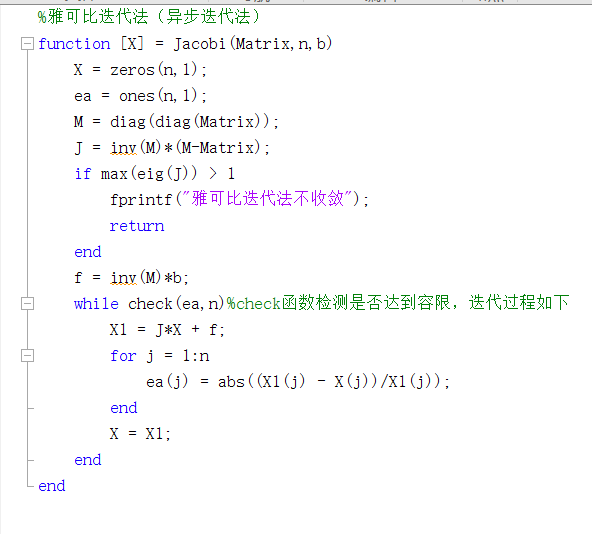 %雅可比迭代法（异步迭代法）
function [X] = Jacobi(Matrix,n,b)
X = zeros(n,1);
ea = ones(n,1);
M = diag(diag(Matrix));
J = inv(M)*(M-Matrix);
if max(eig(J)) > 1
fprintf("雅可比迭代法不收敛");
return
end
f = inv(M)*b;
while check(ea,n)%check函数检测是否达到容限，迭代过程如下
X1 = J*X + f;
for j = 1:n
ea(j) = abs((X1(j) - X(j))/X1(j));
end
X = X1;
end
end